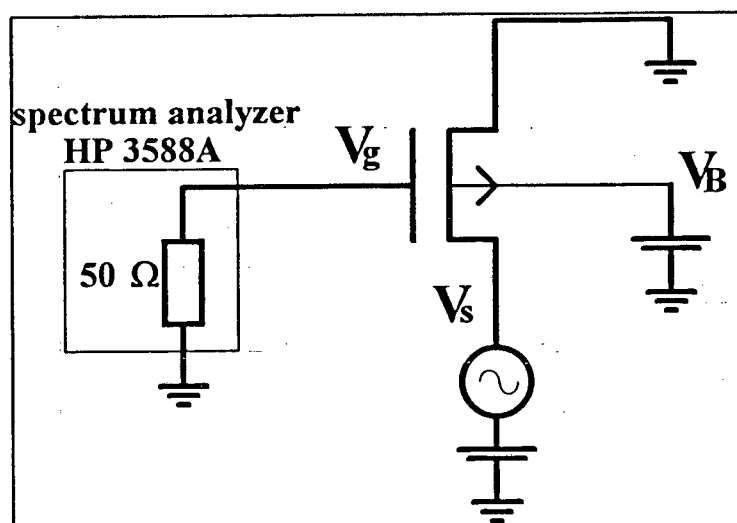 spectrum analyzer
HP 3588A
Vg
VB
50 Ω
Vs